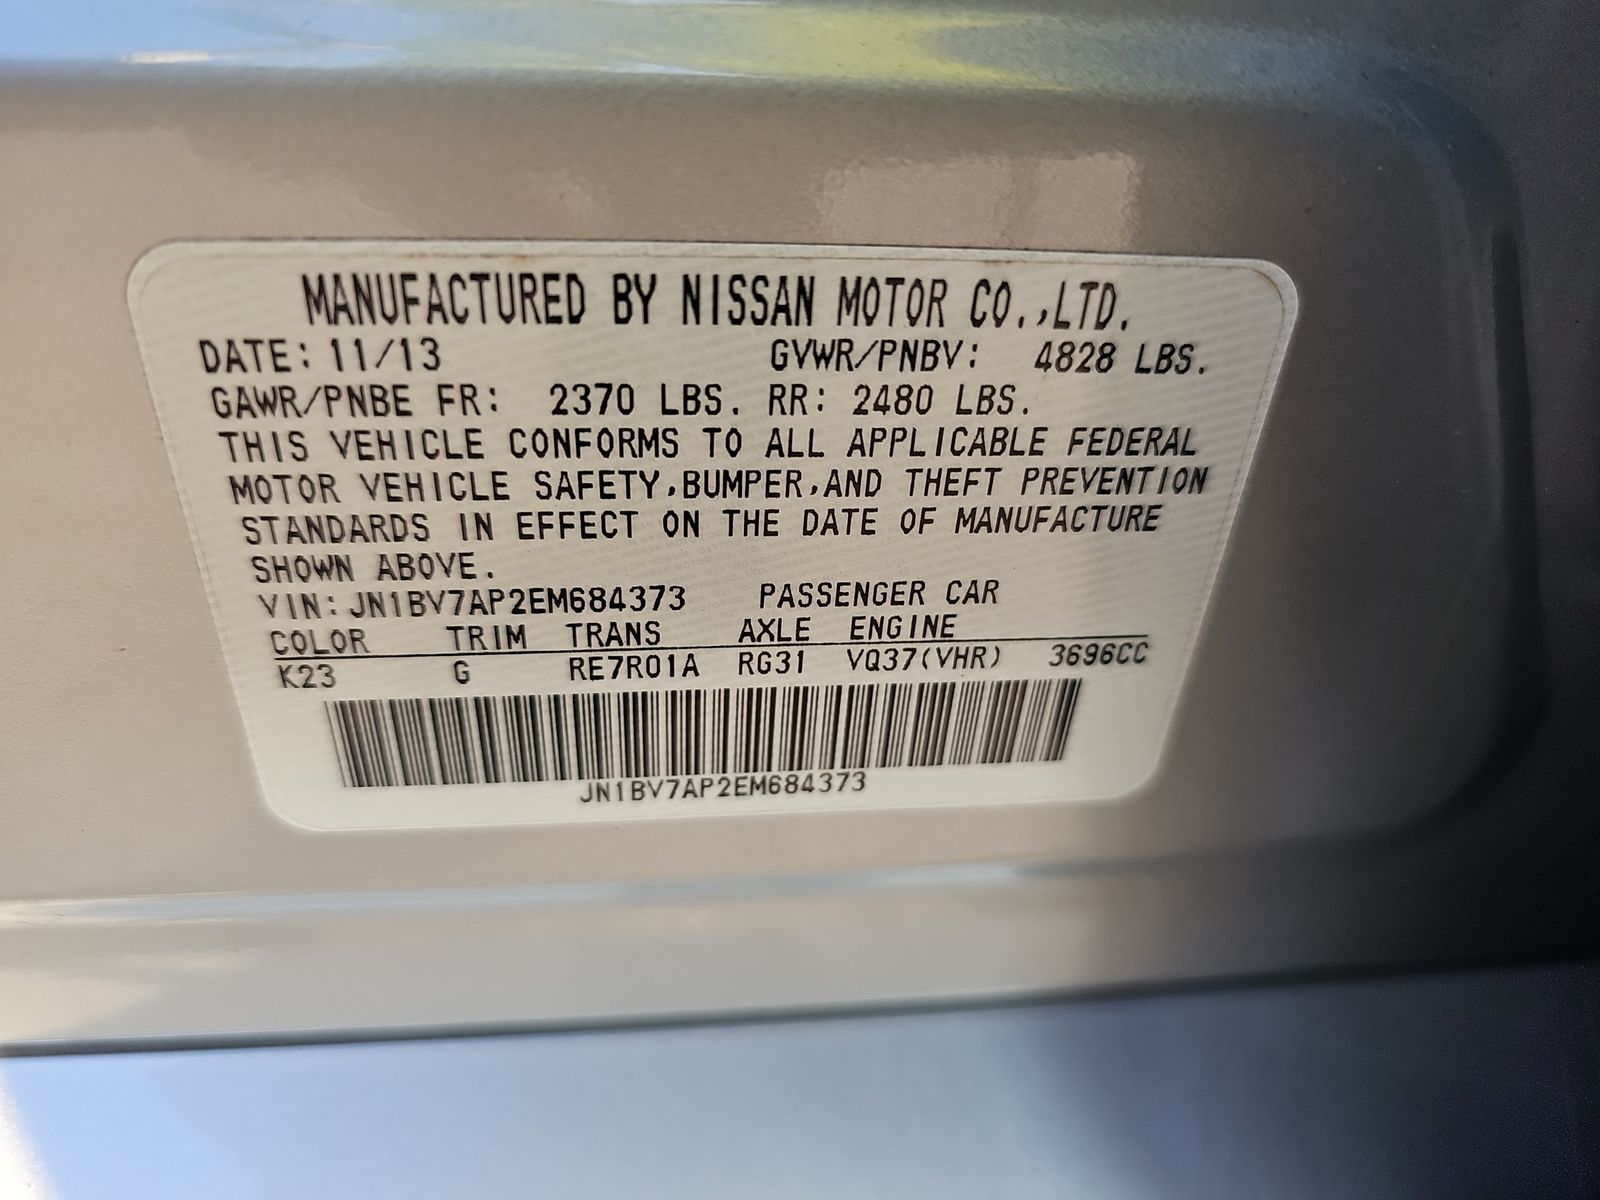 MANUFACTURED BY NISSAN MOTOR CO.,LTD.
DATE: 11/13 GVWR/PNBV: 4828 LBS.
GAWR/PNBE FR: 2370 LBS. RR: 2480 LBS.
THIS VEHICLE CONFORMS TO ALL APPLICABLE FEDERAL
MOTOR VEHICLE SAFETY,BUMPER,AND THEFT PREVENTION
STANDARDS IN EFFECT ON THE DATE OF MANUFACTURE
SHOWN ABOVE.
VIN:JN1BV7AP2EM684373 PASSENGER CAR
COLOR TRIM TRANS AXLE ENGINE
K23 G RE7R01A RG31 VQ37(VHR) 3696CC
JN1BV7AP2EM684373